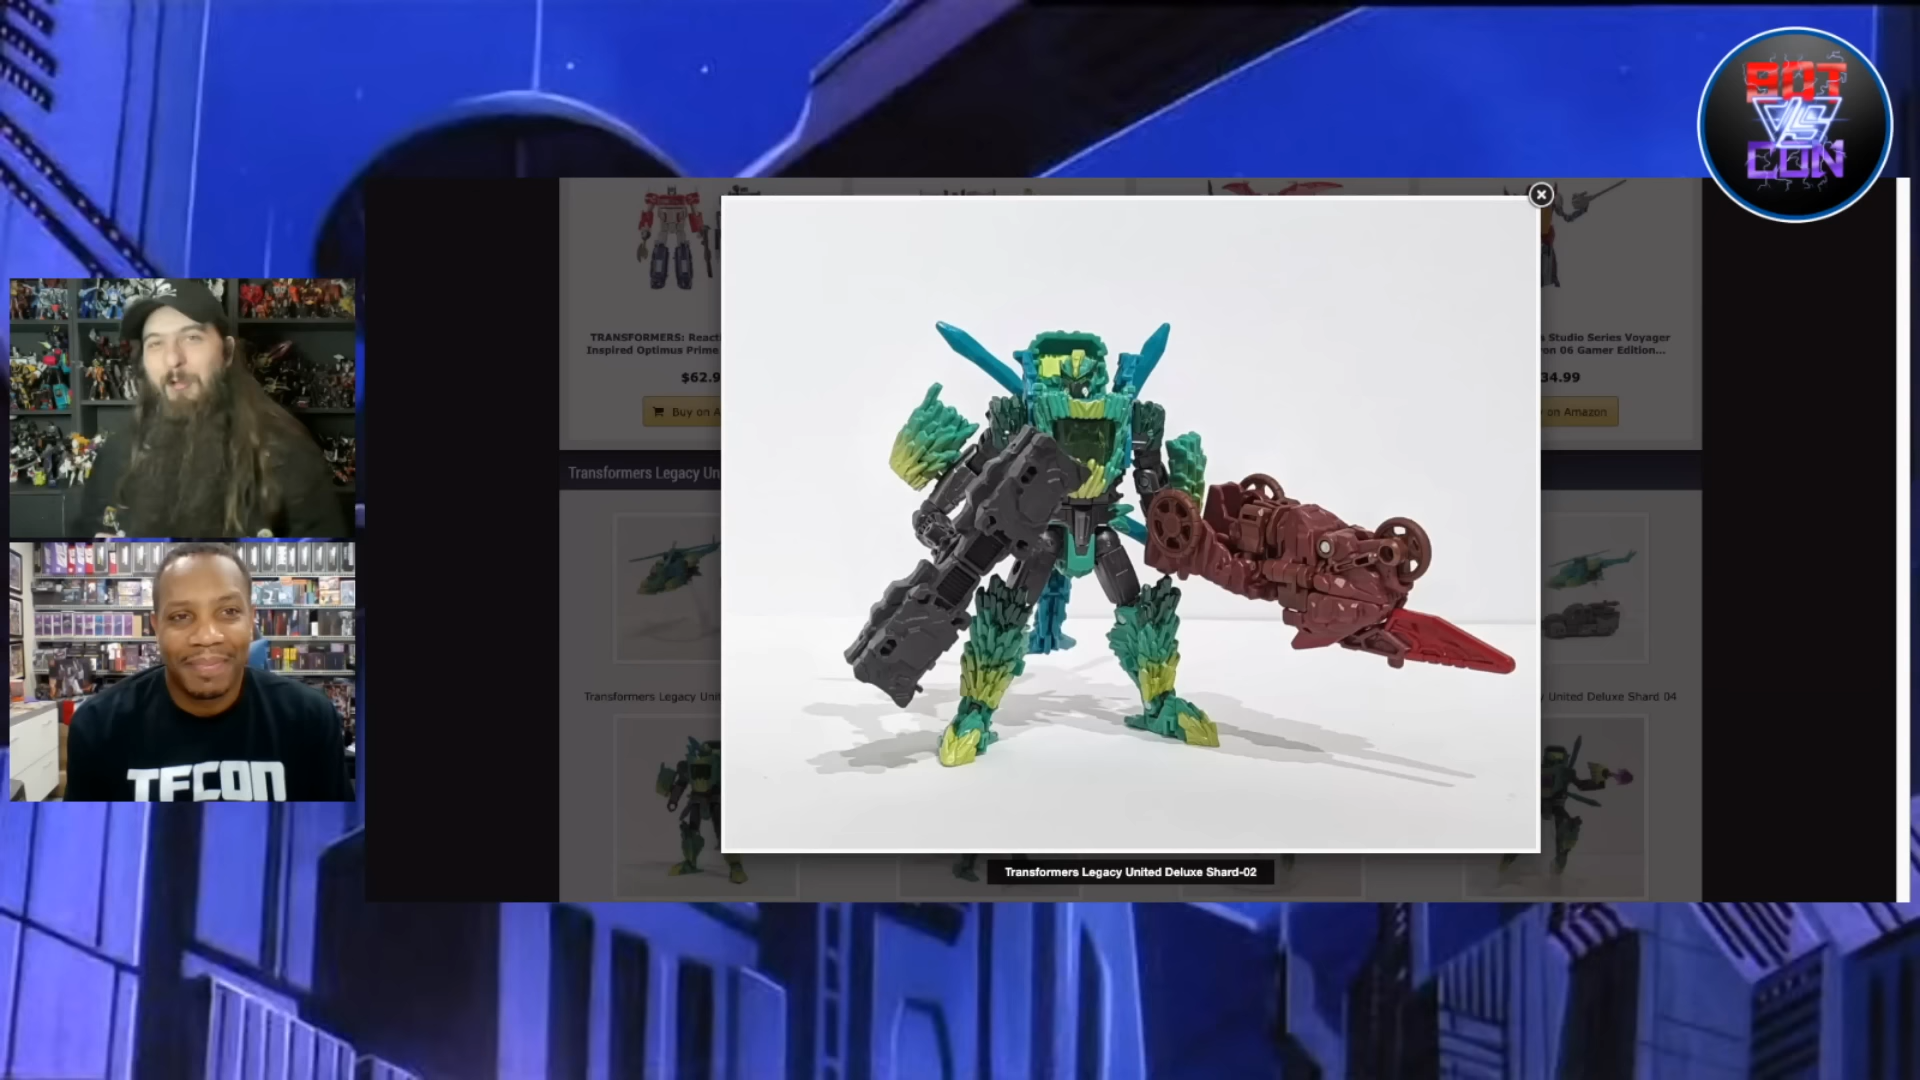 BOT
VS
CON
TRANSFORMERS: React
Inspired Optimus Prime
$62.9
Buy on A
s Studio Series Voyager
on 06 Gamer Edition...
34.99
on Amazon
Transformers Legacy Un
Transformers Legacy Unit
y United Deluxe Shard 04
TFCON
Transformers Legacy United Deluxe Shard-02